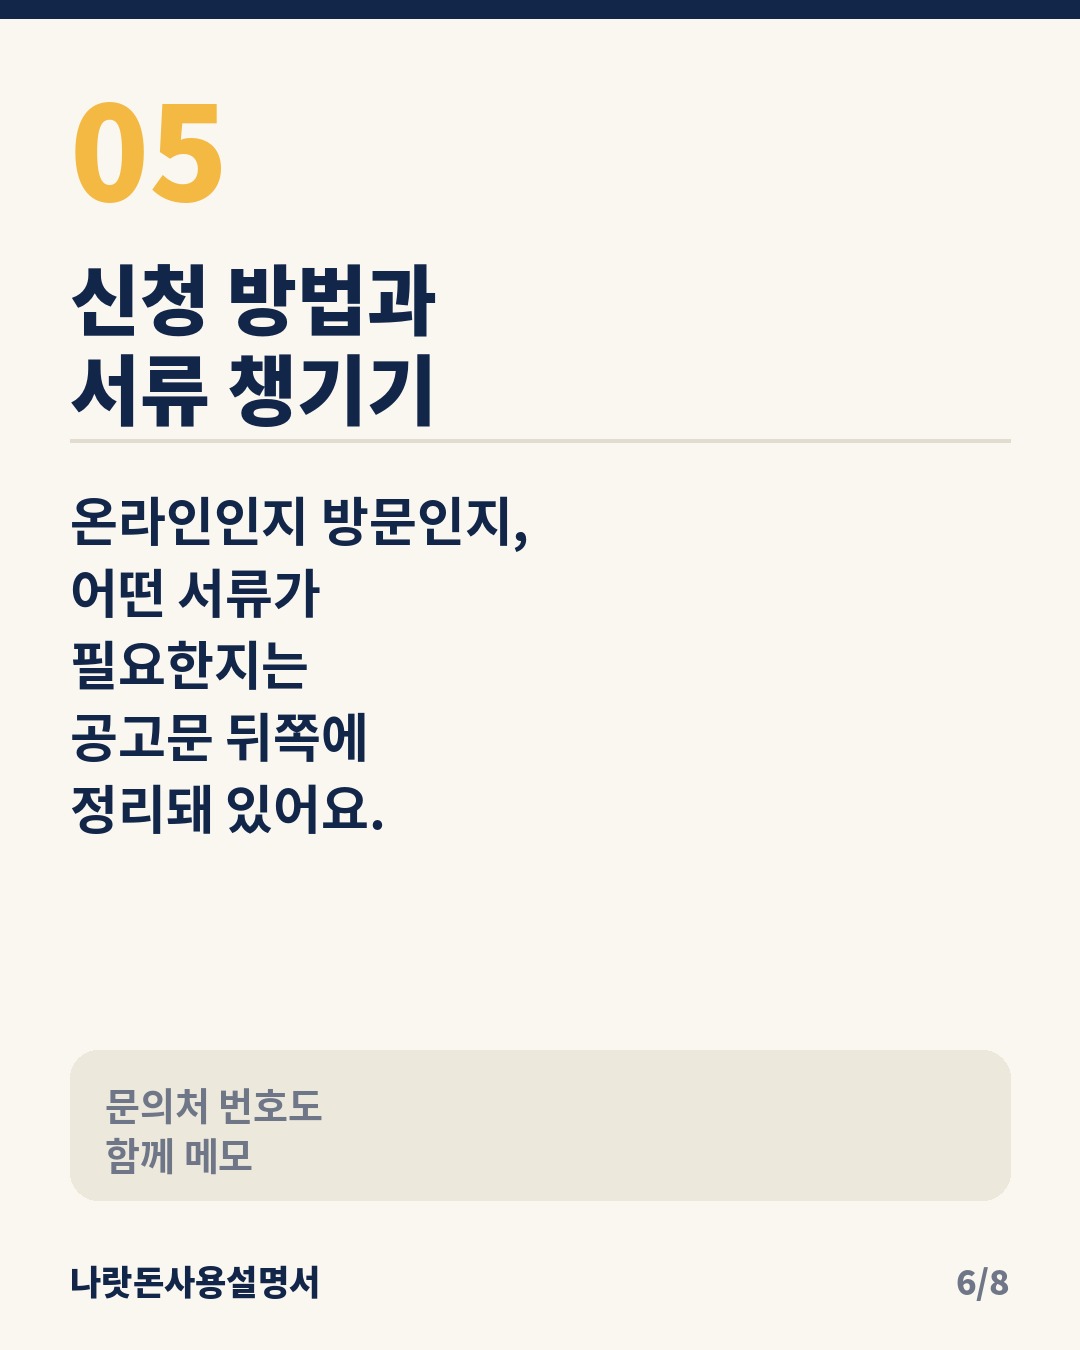 05
신청 방법과
서류 챙기기
온라인인지 방문인지,
어떤 서류가
필요한지는
공고문 뒤쪽에
정리돼 있어요.
문의처 번호도
함께 메모
나랏돈사용설명서
6/8